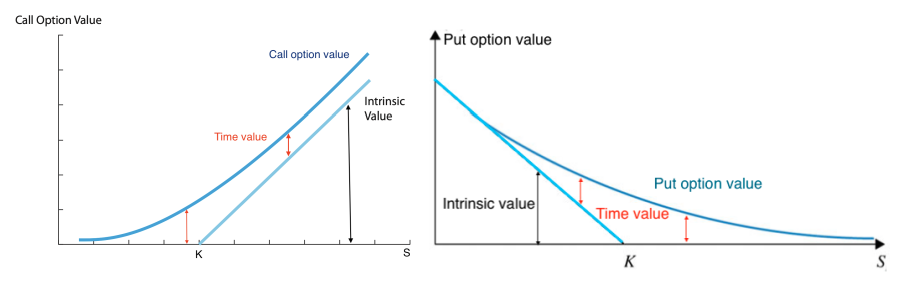 Call Option Value
Call option value
Intrinsic
Value
Time value
K
S
Put option value
Put option value
Intrinsic value
Time value
K
S